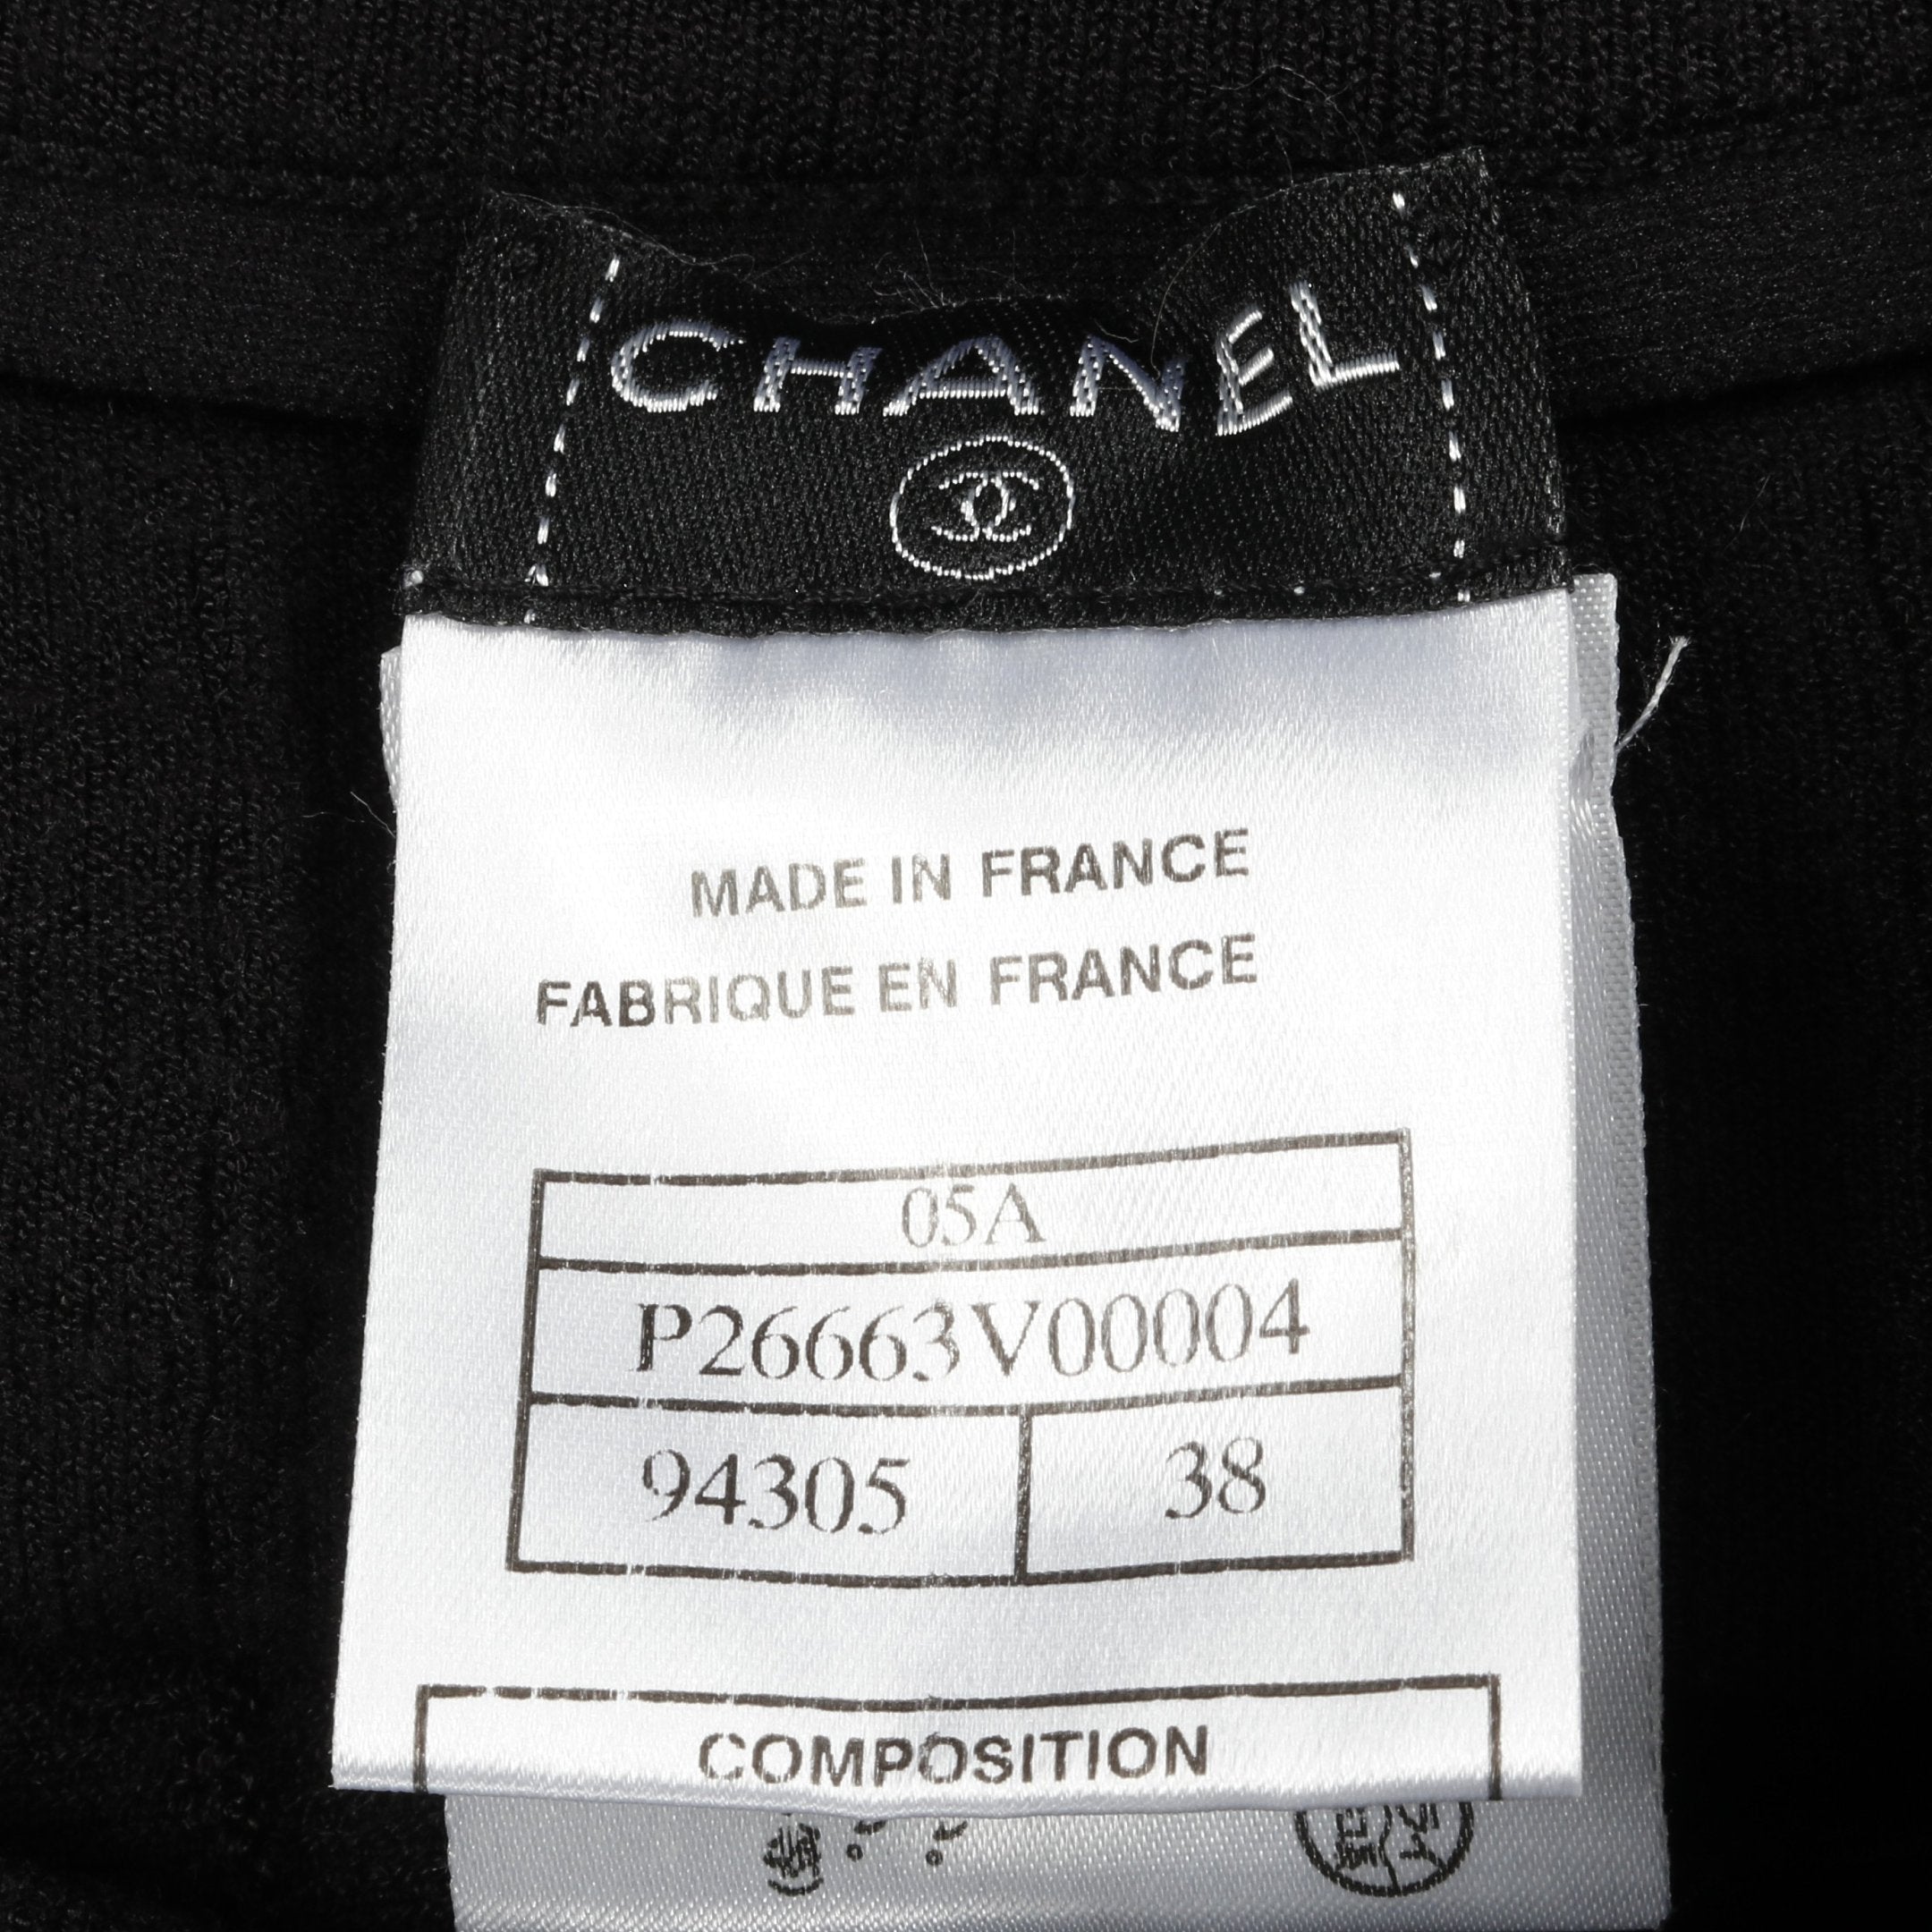 CHANEL
MADE IN FRANCE
FABRIQUE EN FRANCE
05A
P26663V00004
94305 38
COMPOSITION